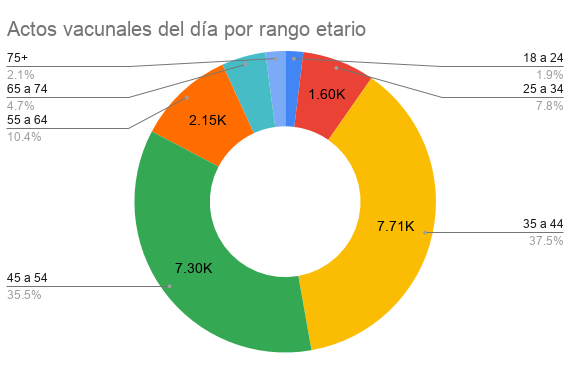 Actos vacunales del día por rango etario
75+
2.1%
65 a 74
4.7%
55 a 64
10.4%
45 a 54
35.5%
18 a 24
1.9%
25 a 34
7.8%
35 a 44
37.5%
1.60K
2.15K
7.71K
7.30K